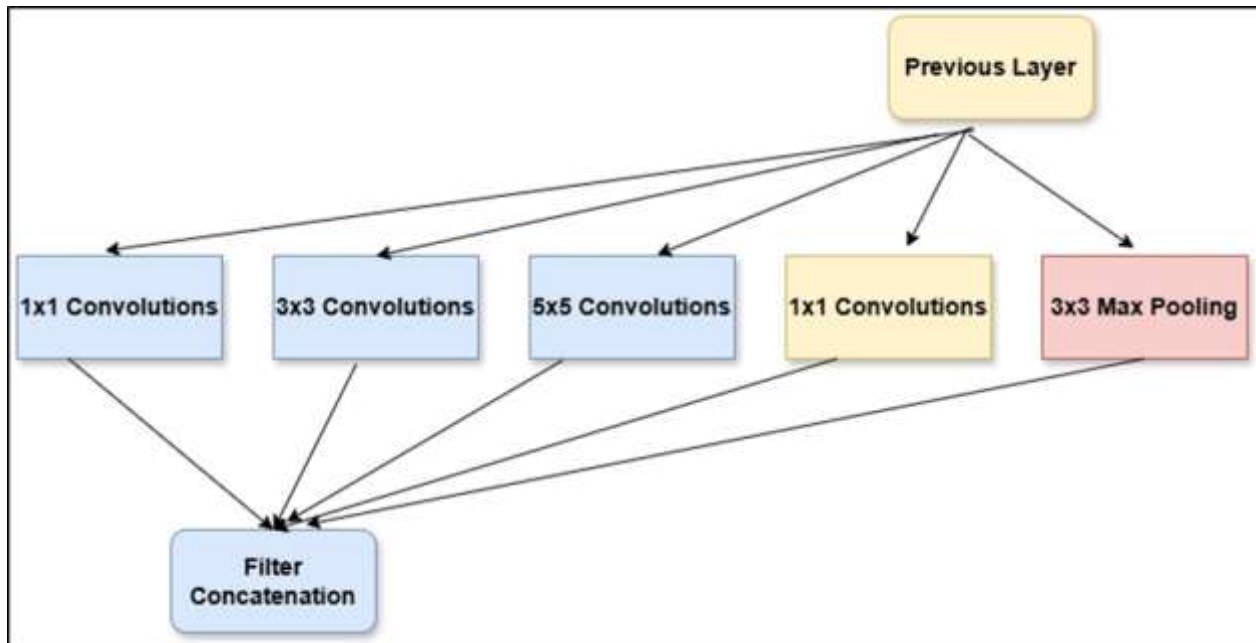 Previous Layer
1x1 Convolutions
3x3 Convolutions
5x5 Convolutions
1x1 Convolutions
3x3 Max Pooling
Filter
Concatenation